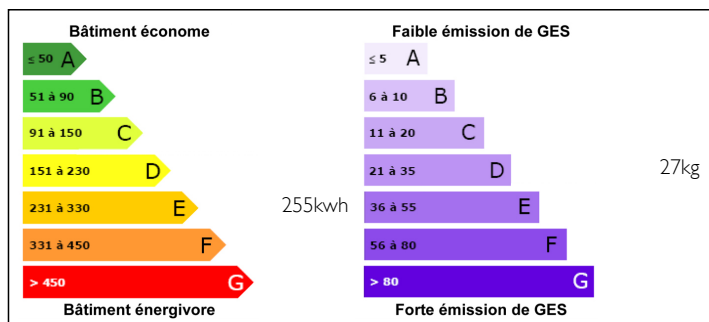 Bâtiment économe
≤ 50 A
51 à 90 B
91 à 150 C
151 à 230 D
231 à 330 E
255kwh
331 à 450 F
> 450 G
Bâtiment énergivore
Faible émission de GES
≤ 5 A
6 à 10 B
11 à 20 C
21 à 35 D
27kg
36 à 55 E
56 à 80 F
> 80 G
Forte émission de GES